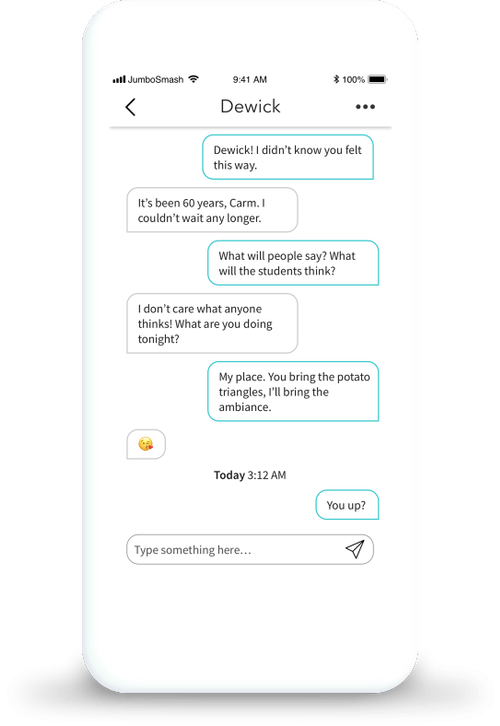 JumboSmash 9:41 AM 100%
Dewick
Dewick! I didn’t know you felt
this way.
It’s been 60 years, Carm. I
couldn’t wait any longer.
What will people say? What
will the students think?
I don’t care what anyone
thinks! What are you doing
tonight?
My place. You bring the potato
triangles, I’ll bring the
ambiance.
Today 3:12 AM
You up?
Type something here...